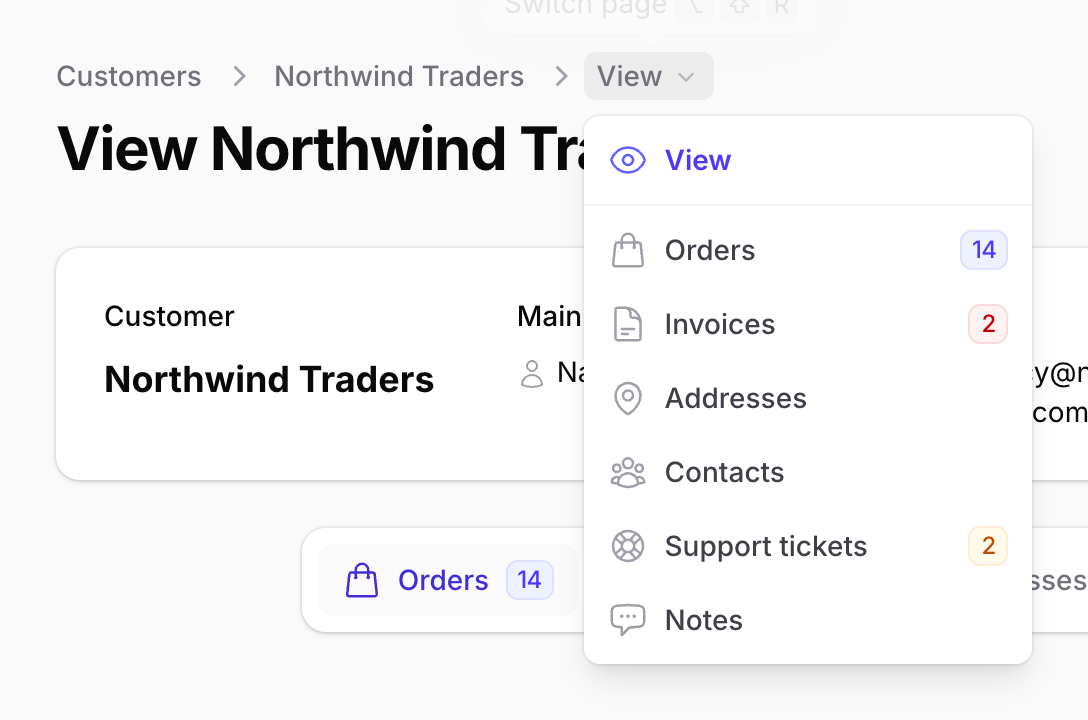 Switch page ⌥ ⇧ R
Customers > Northwind Traders > View
View Northwind
View
Orders 14
Invoices 2
Addresses
Contacts
Support tickets 2
Notes
Customer
Main
Northwind Traders
com
Orders 14